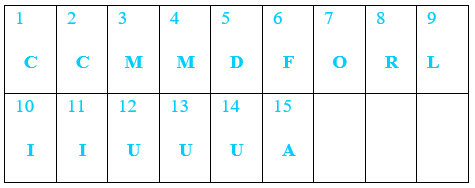 1 2 3 4 5 6 7 8 9
C C M M D F O R L
10 11 12 13 14 15
I I U U U A